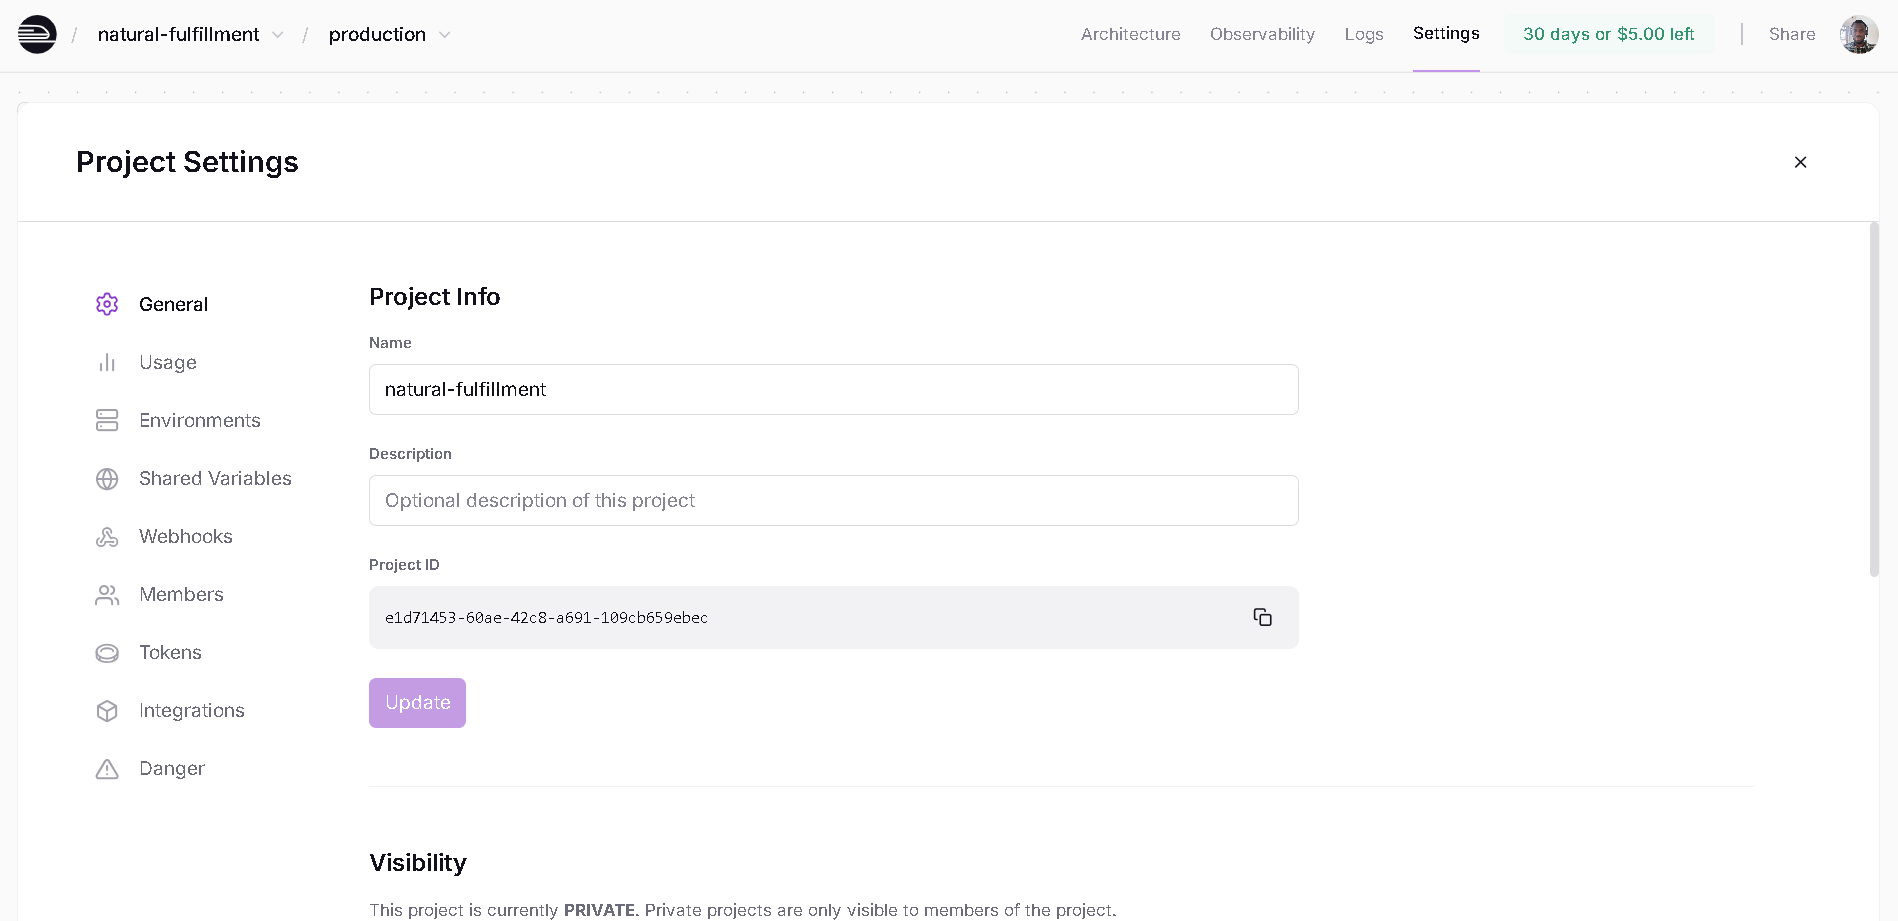 / natural-fulfillment / production
Architecture Observability Logs Settings 30 days or $5.00 left Share
Project Settings
General
Usage
Environments
Shared Variables
Webhooks
Members
Tokens
Integrations
Danger
Project Info
Name
natural-fulfillment
Description
Optional description of this project
Project ID
e1d71453-60ae-42c8-a691-109cb659ebec
Update
Visibility
This project is currently PRIVATE. Private projects are only visible to members of the project.